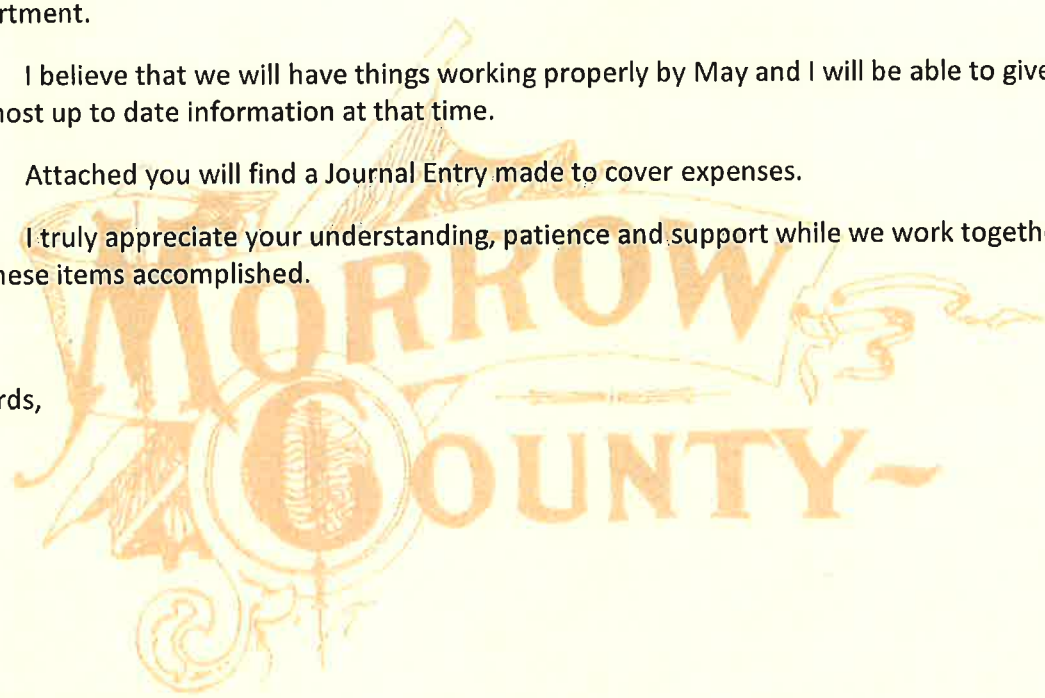 rtment.
I believe that we will have things working properly by May and I will be able to give
nost up to date information at that time.
Attached you will find a Journal Entry made to cover expenses.
I truly appreciate your understanding, patience and support while we work togethe
hese items accomplished.
rds,
MORROW
COUNTY